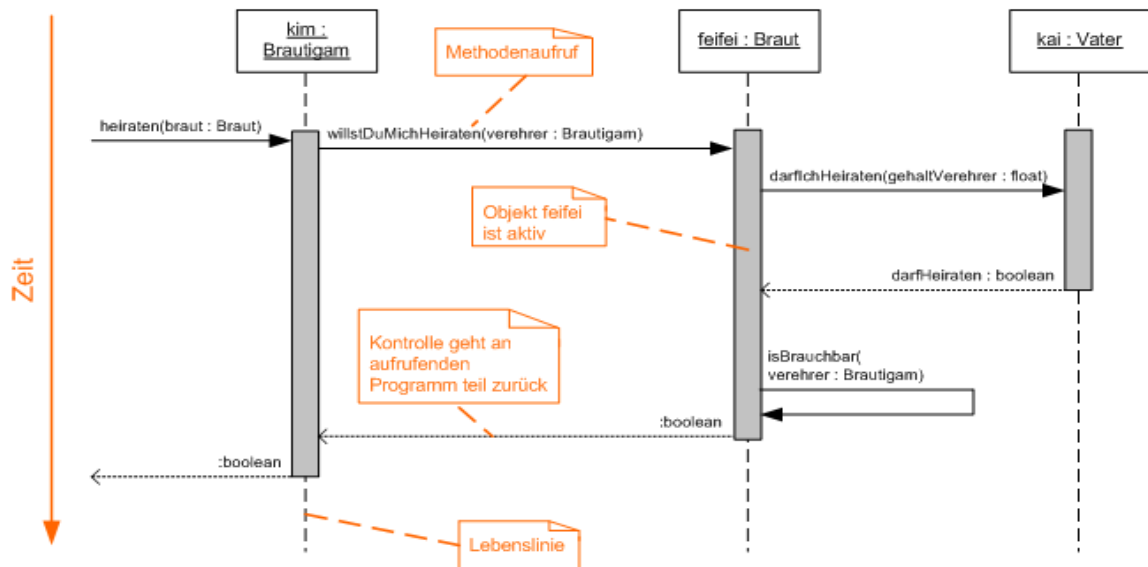 kim :
Brautigam
feifei : Braut
kai : Vater
Methodenaufruf
heiraten(braut : Braut)
willstDuMichHeiraten(verehrer : Brautigam)
darfIchHeiraten(gehaltVerehrer : float)
Objekt feifei
ist aktiv
Zeit
darfHeiraten : boolean
Kontrolle geht an
aufrufenden
Programm teil zurück
isBrauchbar(
verehrer : Brautigam)
:boolean
:boolean
Lebenslinie